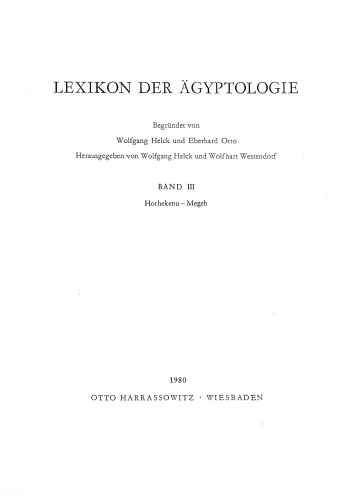 LEXIKON DER ÄGYPTOLOGIE
Begründet von
Wolfgang Helck und Eberhard Otto
Herausgegeben von Wolfgang Helck und Wolfhart Westendorf
BAND III
Horhekenu – Megeb
1980
OTTO HARRASSOWITZ · WIESBADEN